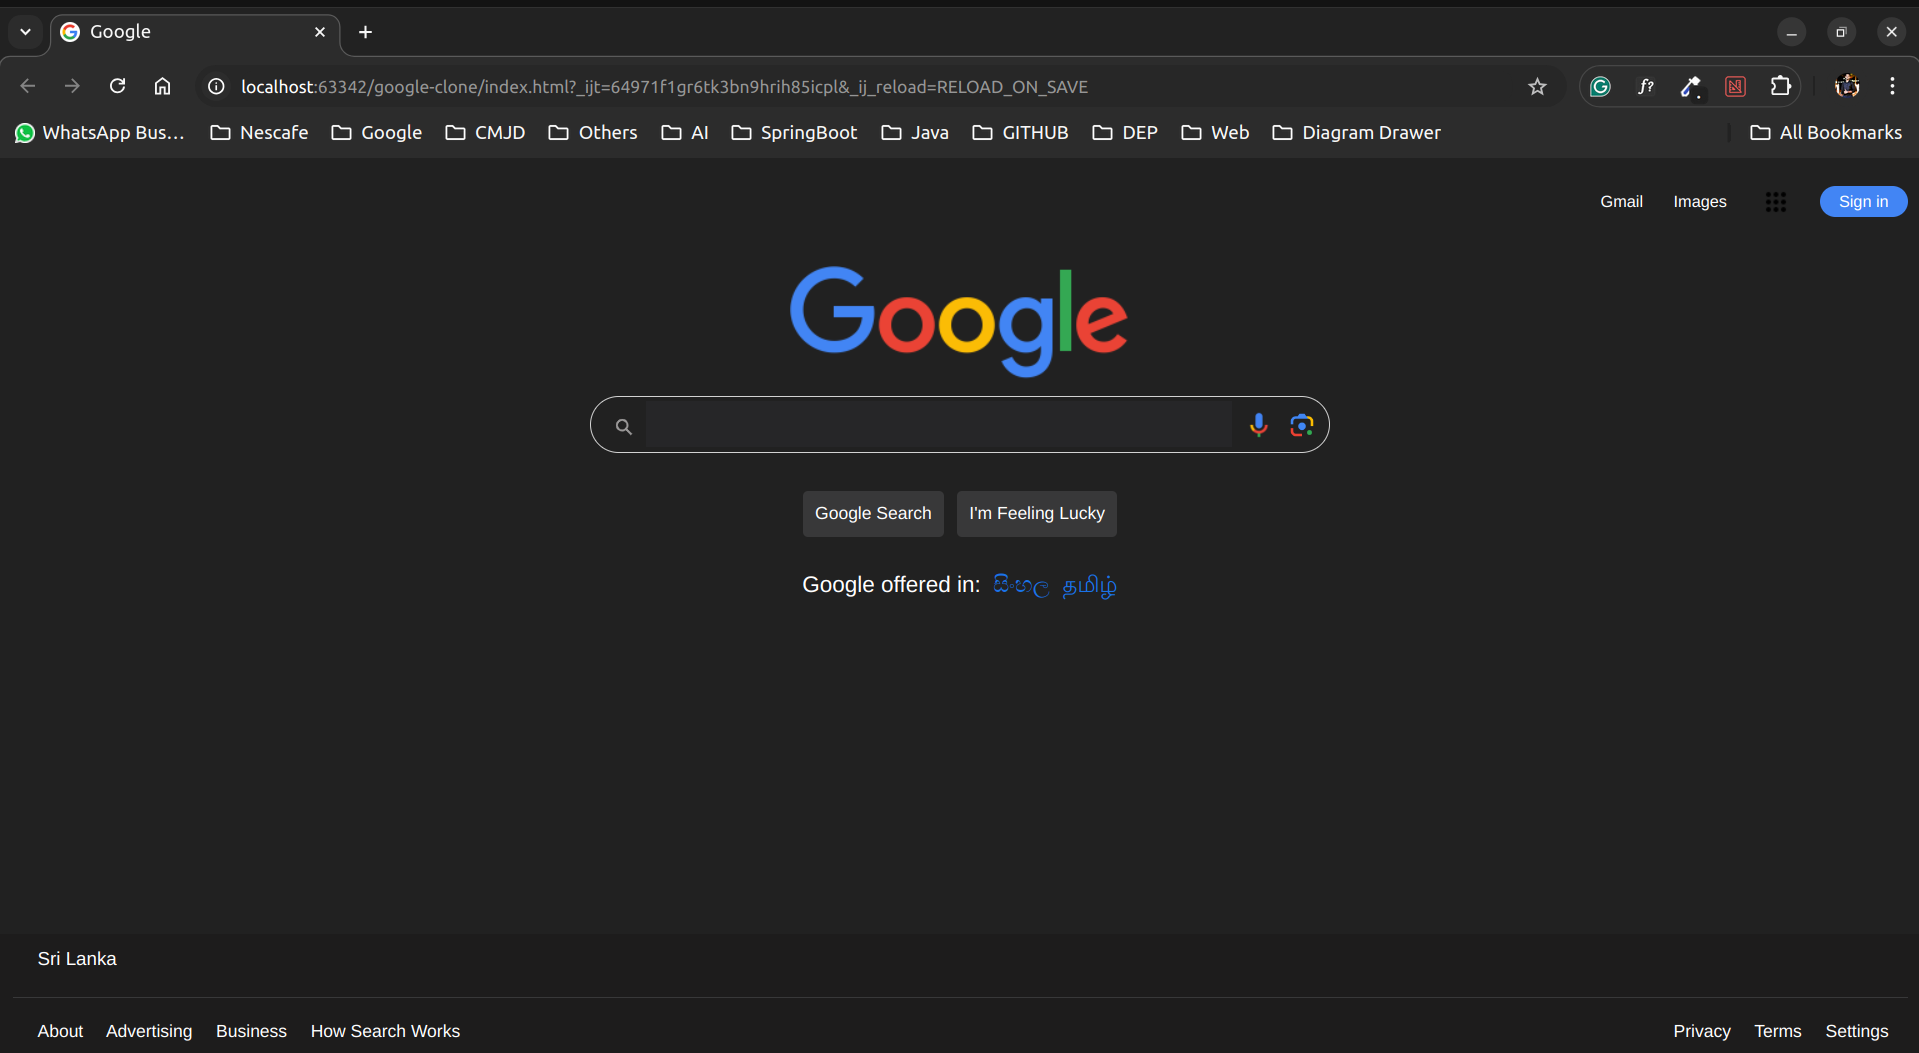 Google
localhost:63342/google-clone/index.html?_ijt=64971f1gr6tk3bn9hrih85icpl&_ij_reload=RELOAD_ON_SAVE
WhatsApp Bus... Nescafe Google CMJD Others AI SpringBoot Java GITHUB DEP Web Diagram Drawer All Bookmarks
Gmail Images Sign in
Google
Google Search I'm Feeling Lucky
Google offered in: සිංහල தமிழ்
Sri Lanka
About Advertising Business How Search Works Privacy Terms Settings